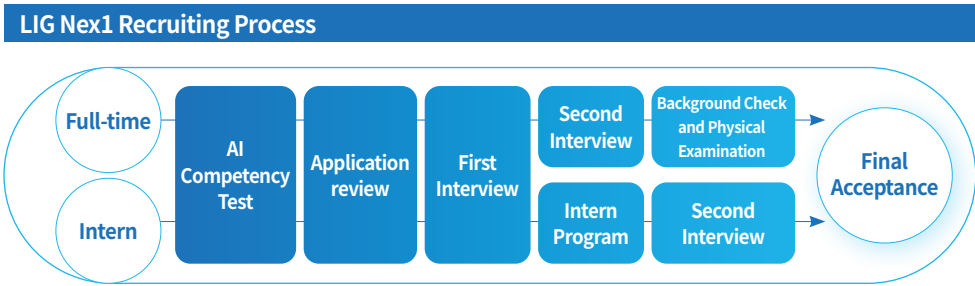 LIG Nex1 Recruiting Process
Full-time
Intern
AI
Competency
Test
Application
review
First
Interview
Second
Interview
Background Check
and Physical
Examination
Intern
Program
Second
Interview
Final
Acceptance